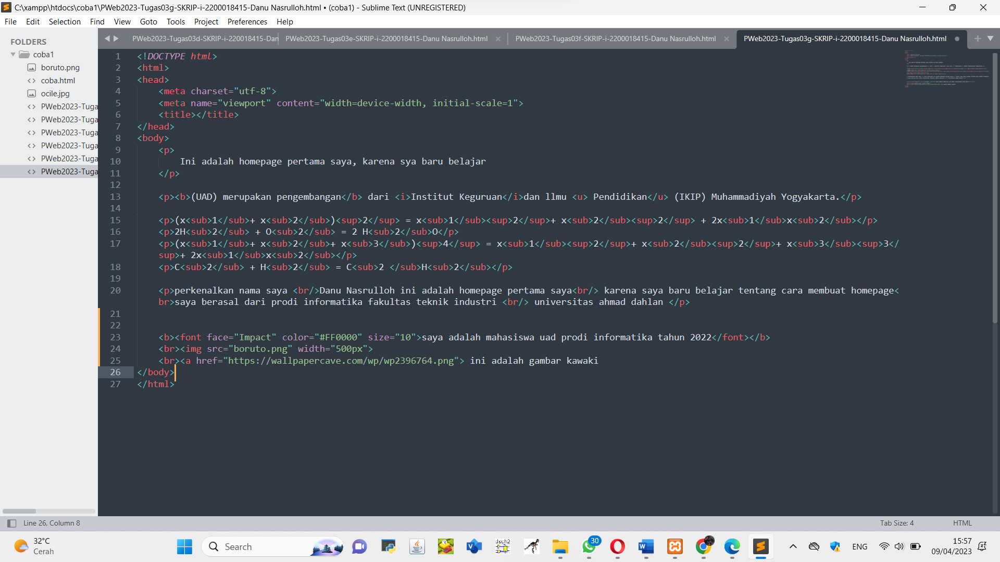 C:\xampp\htdocs\coba1\PWeb2023-Tugas03g-SKRIP-i-2200018415-Danu Nasrulloh.html • (coba1) - Sublime Text (UNREGISTERED)
File Edit Selection Find View Goto Tools Project Preferences Help
FOLDERS
coba1
boruto.png
coba.html
ocile.jpg
PWeb2023-Tuga
PWeb2023-Tuga
PWeb2023-Tuga
PWeb2023-Tuga
PWeb2023-Tuga
PWeb2023-Tuga
PWeb2023-Tugas03d-SKRIP-i-220018415-Dan PWeb2023-Tugas03e-SKRIP-i-2200018415-Danu Nasrulloh.html PWeb2023-Tugas03f-SKRIP-i-2200018415-Danu Nasrulloh.html PWeb2023-Tugas03g-SKRIP-i-2200018415-Danu Nasrulloh.html
1 <!DOCTYPE html>
2 <html>
3 <head>
4 <meta charset="utf-8">
5 <meta name="viewport" content="width=device-width, initial-scale=1">
6 <title></title>
7 </head>
8 <body>
9 <p>
10 Ini adalah homepage pertama saya, karena sya baru belajar
11 </p>
12
13 <p><b>(UAD) merupakan pengembangan</b> dari <i>Institut Keguruan</i>dan llmu <u> Pendidikan</u> (IKIP) Muhammadiyah Yogyakarta.</p>
14
15 <p>(x<sub>1</sub>+ x<sub>2</sub>)<sup>2</sup> = x<sub>1</sub><sup>2</sup>+ x<sub>2</sub><sup>2</sup> + 2x<sub>1</sub>x<sub>2</sub></p>
16 <p>2H<sub>2</sub> + O<sub>2</sub> = 2 H<sub>2</sub>O</p>
17 <p>(x<sub>1</sub>+ x<sub>2</sub>+ x<sub>3</sub>)<sup>4</sup> = x<sub>1</sub><sup>2</sup>+ x<sub>2</sub><sup>2</sup>+ x<sub>3</sub><sup>3</
sup>+ 2x<sub>1</sub>x<sub>2</sub></p>
18 <p>C<sub>2</sub> + H<sub>2</sub> = C<sub>2 </sub>H<sub>2</sub></p>
19
20 <p>perkenalkan nama saya <br/>Danu Nasrulloh ini adalah homepage pertama saya<br/> karena saya baru belajar tentang cara membuat homepage<
br>saya berasal dari prodi informatika fakultas teknik industri <br/> universitas ahmad dahlan </p>
21
22
23 <b><font face="Impact" color="#FF0000" size="10">saya adalah mahasiswa uad prodi informatika tahun 2022</font></b>
24 <br><img src="boruto.png" width="500px">
25 <br><a href="https://wallpapercave.com/wp/wp2396764.png"> ini adalah gambar kawaki
26 </body>
27 </html>
Line 26, Column 8 Tab Size: 4 HTML
32°C
Cerah
Search
dsch2
30
ENG
15:57
09/04/2023